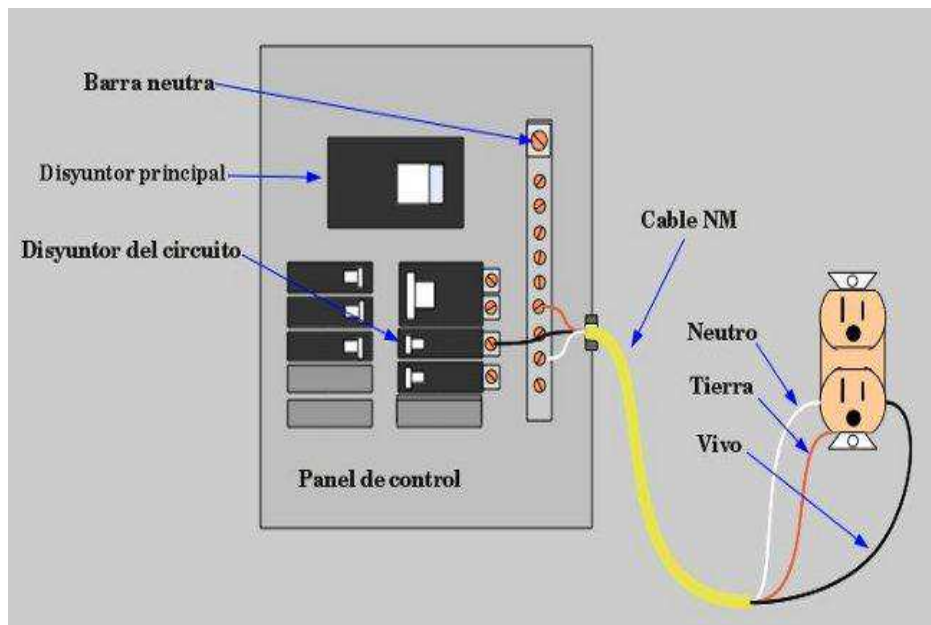 Barra neutra
Disyuntor principal
Disyuntor del circuito
Cable NM
Neutro
Tierra
Vivo
Panel de control